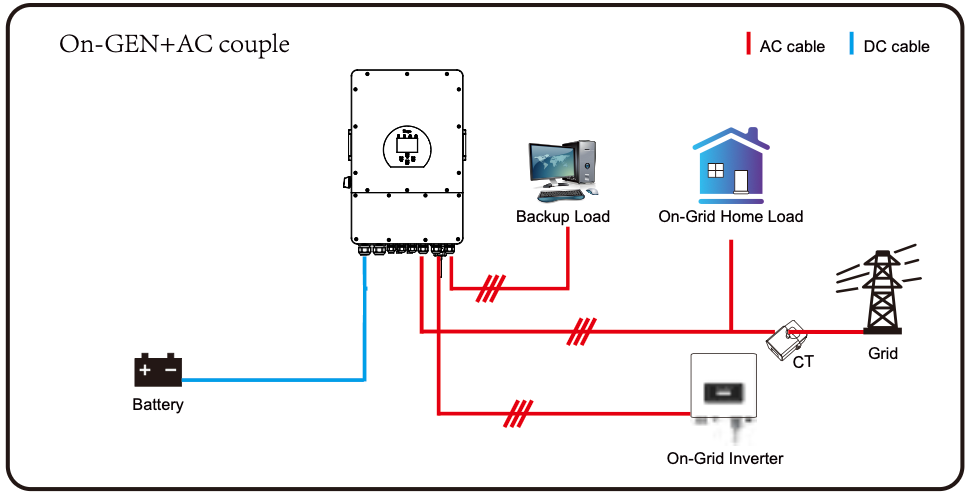 On-GEN+AC couple
AC cable
DC cable
Backup Load
On-Grid Home Load
CT
Grid
Battery
On-Grid Inverter